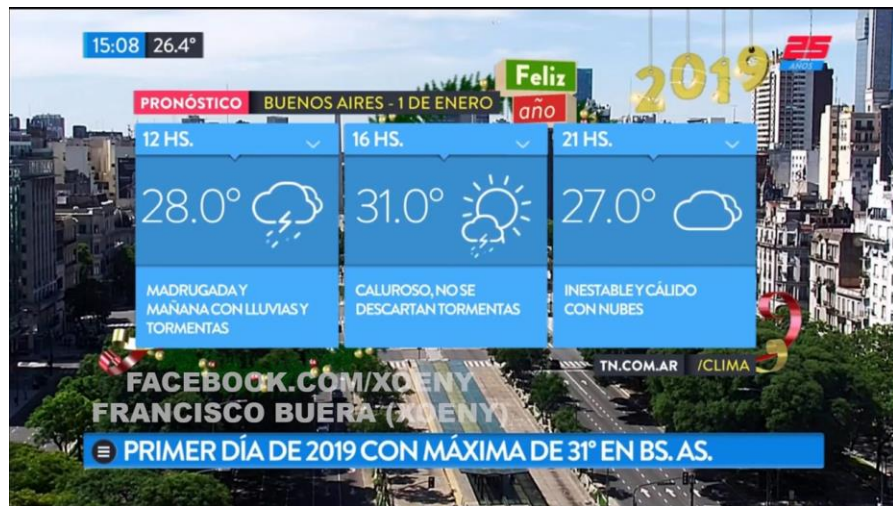 15:08 26.4°
2019
25
AÑOS
Feliz
año
PRONÓSTICO BUENOS AIRES - 1 DE ENERO
12 HS.
28.0°
MADRUGADA Y
MAÑANA CON LLUVIAS Y
TORMENTAS
16 HS.
31.0°
CALUROSO, NO SE
DESCARTAN TORMENTAS
21 HS.
27.0°
INESTABLE Y CÁLIDO
CON NUBES
TN.COM.AR /CLIMA
FACEBOOK.COM/XOENY
FRANCISCO BUERA (XOENY)
PRIMER DÍA DE 2019 CON MÁXIMA DE 31° EN BS. AS.